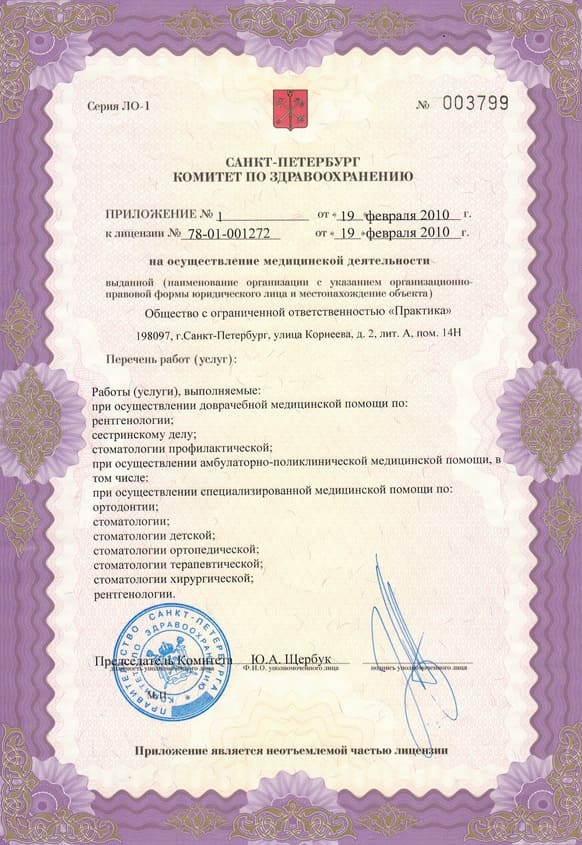 Серия ЛО-1
№ 003799
САНКТ-ПЕТЕРБУРГ
КОМИТЕТ ПО ЗДРАВООХРАНЕНИЮ
ПРИЛОЖЕНИЕ № 1 от « 19 » февраля 2010 г.
к лицензии № 78-01-001272 от « 19 » февраля 2010 г.
на осуществление медицинской деятельности
выданной (наименование организации с указанием организационно-
правовой формы юридического лица и местонахождение объекта)
Общество с ограниченной ответственностью «Практика»
198097, г.Санкт-Петербург, улица Корнеева, д. 2, лит. А, пом. 14Н
Перечень работ (услуг):
Работы (услуги), выполняемые:
при осуществлении доврачебной медицинской помощи по:
рентгенологии;
сестринскому делу;
стоматологии профилактической;
при осуществлении амбулаторно-поликлинической медицинской помощи, в
том числе:
при осуществлении специализированной медицинской помощи по:
ортодонтии;
стоматологии;
стоматологии детской;
стоматологии ортопедической;
стоматологии терапевтической;
стоматологии хирургической;
рентгенологии.
ПРАВИТЕЛЬСТВО САНКТ-ПЕТЕРБУРГА
КОМИТЕТ ПО ЗДРАВООХРАНЕНИЮ
Председатель Комитета Ю.А. Щербук
должность уполномоченного лица Ф.И.О. уполномоченного лица подпись уполномоченного лица
М.П.
Приложение является неотъемлемой частью лицензии